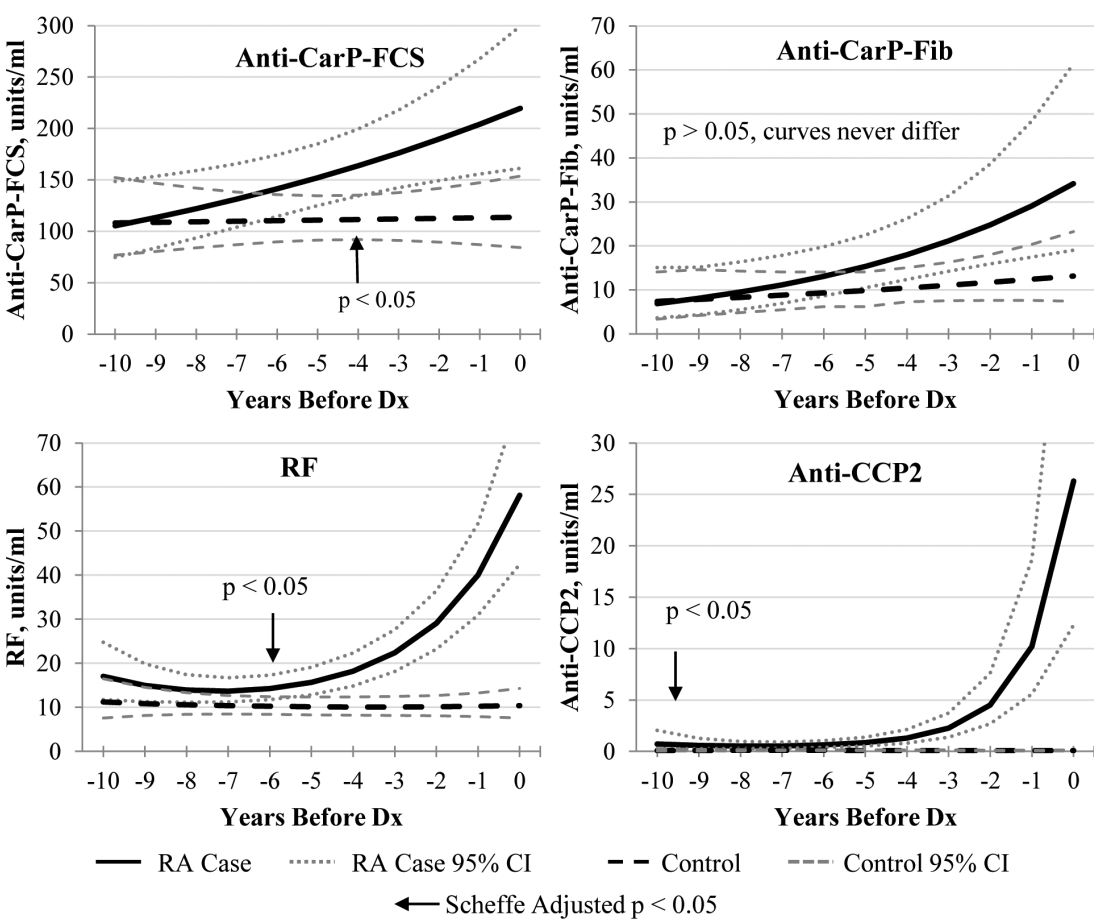 Anti-CarP-FCS
Anti-CarP-FCS, units/ml
300
250
200
150
100
50
0
p < 0.05
-10 -9 -8 -7 -6 -5 -4 -3 -2 -1 0
Years Before Dx
Anti-CarP-Fib
Anti-CarP-Fib, units/ml
70
60
50
40
30
20
10
0
p > 0.05, curves never differ
-10 -9 -8 -7 -6 -5 -4 -3 -2 -1 0
Years Before Dx
RF
RF, units/ml
70
60
50
40
30
20
10
0
p < 0.05
-10 -9 -8 -7 -6 -5 -4 -3 -2 -1 0
Years Before Dx
Anti-CCP2
Anti-CCP2, units/ml
30
25
20
15
10
5
0
p < 0.05
-10 -9 -8 -7 -6 -5 -4 -3 -2 -1 0
Years Before Dx
RA Case RA Case 95% CI Control Control 95% CI
Scheffe Adjusted p < 0.05